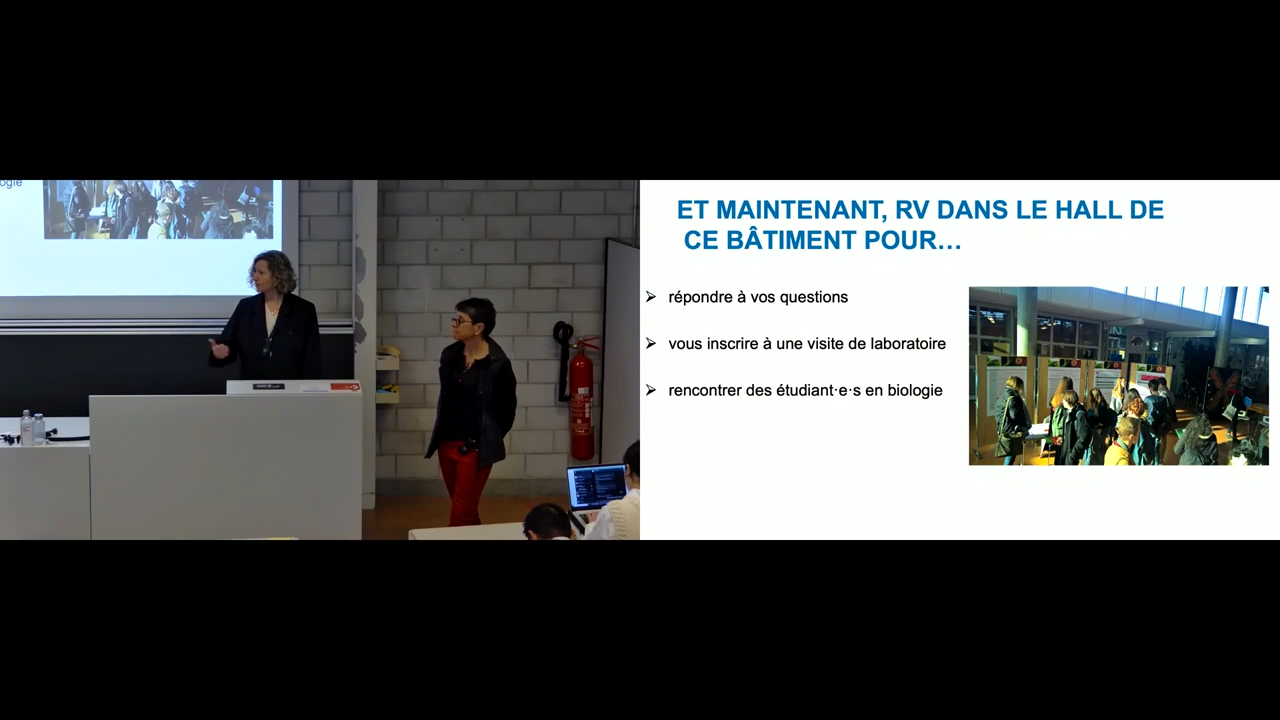 ogie
ET MAINTENANT, RV DANS LE HALL DE
CE BÂTIMENT POUR…
➢ répondre à vos questions
➢ vous inscrire à une visite de laboratoire
➢ rencontrer des étudiant·e·s en biologie